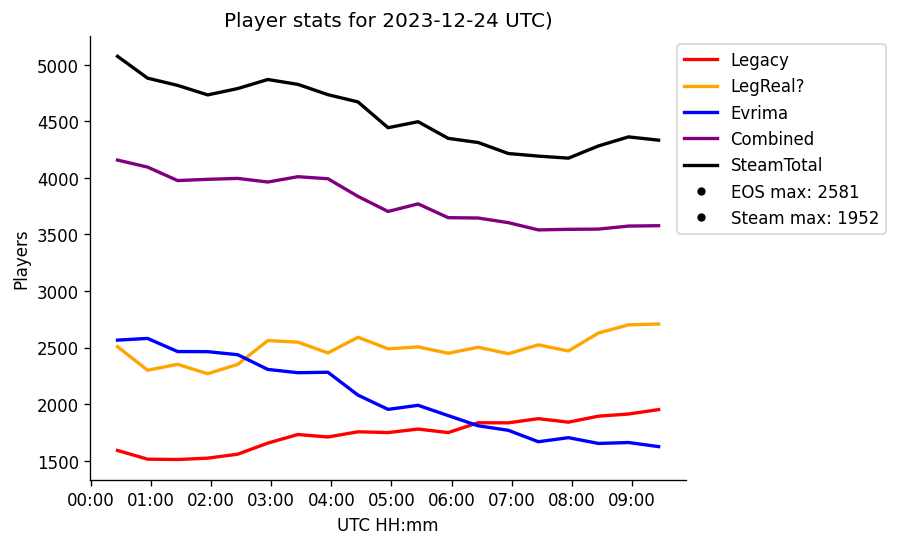 Player stats for 2023-12-24 UTC)
Players
5000
4500
4000
3500
3000
2500
2000
1500
00:00 01:00 02:00 03:00 04:00 05:00 06:00 07:00 08:00 09:00
UTC HH:mm
Legacy
LegReal?
Evrima
Combined
SteamTotal
EOS max: 2581
Steam max: 1952